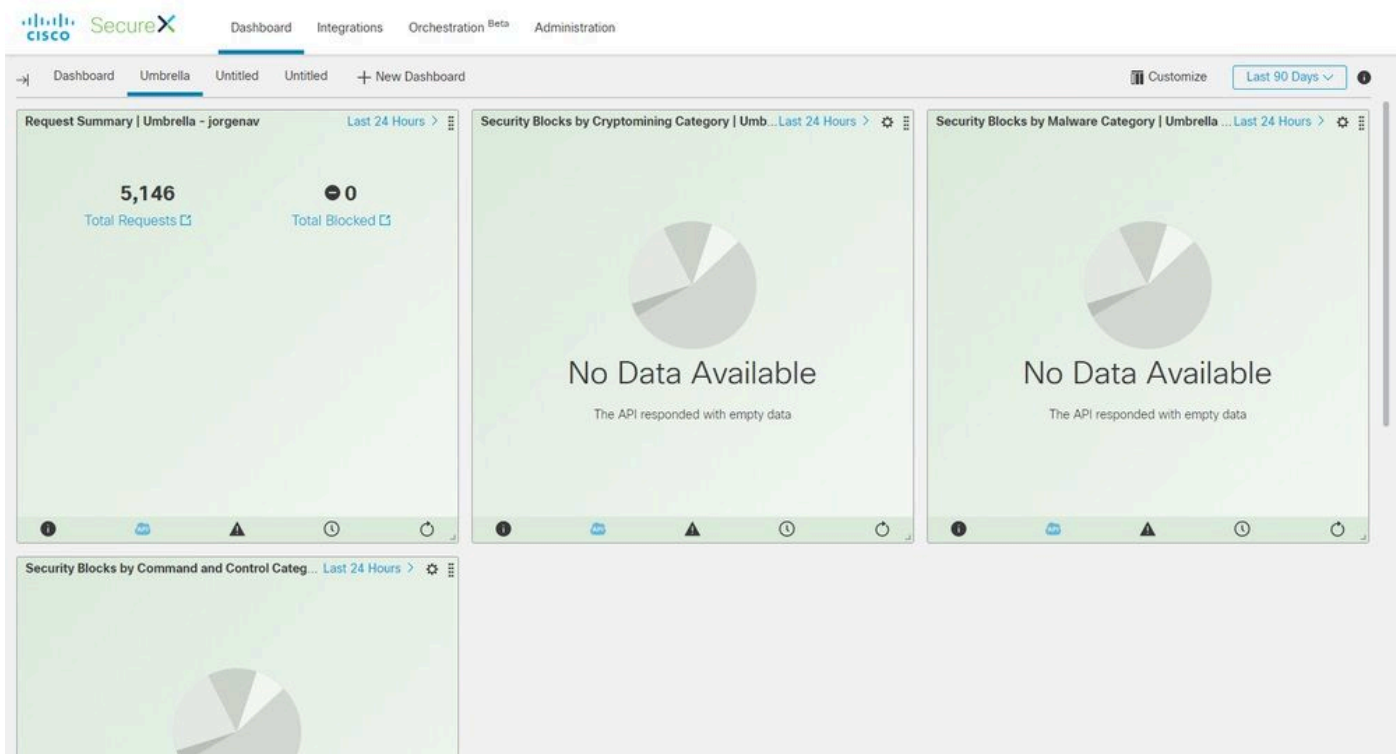 CISCO SecureX Dashboard Integrations Orchestration Beta Administration
Dashboard Umbrella Untitled Untitled + New Dashboard Customize Last 90 Days
Request Summary | Umbrella - jorgenav Last 24 Hours >
5,146
Total Requests
0
Total Blocked
Security Blocks by Cryptomining Category | Umb... Last 24 Hours >
No Data Available
The API responded with empty data
Security Blocks by Malware Category | Umbrella ... Last 24 Hours >
No Data Available
The API responded with empty data
API
API
API
Security Blocks by Command and Control Categ... Last 24 Hours >